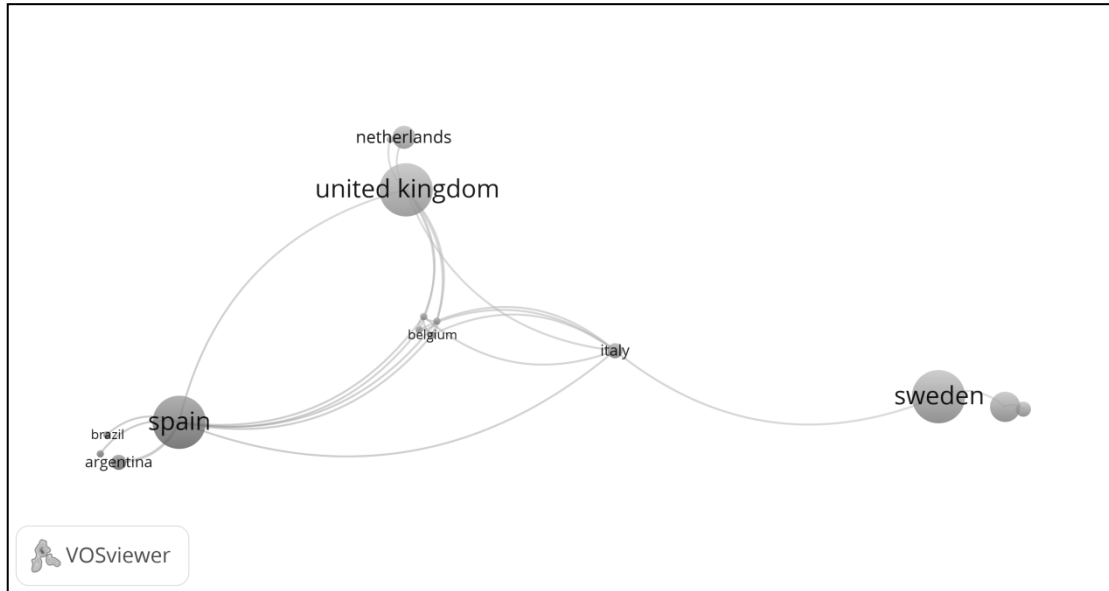 netherlands
united kingdom
belgium
italy
sweden
spain
brazil
argentina
VOSviewer